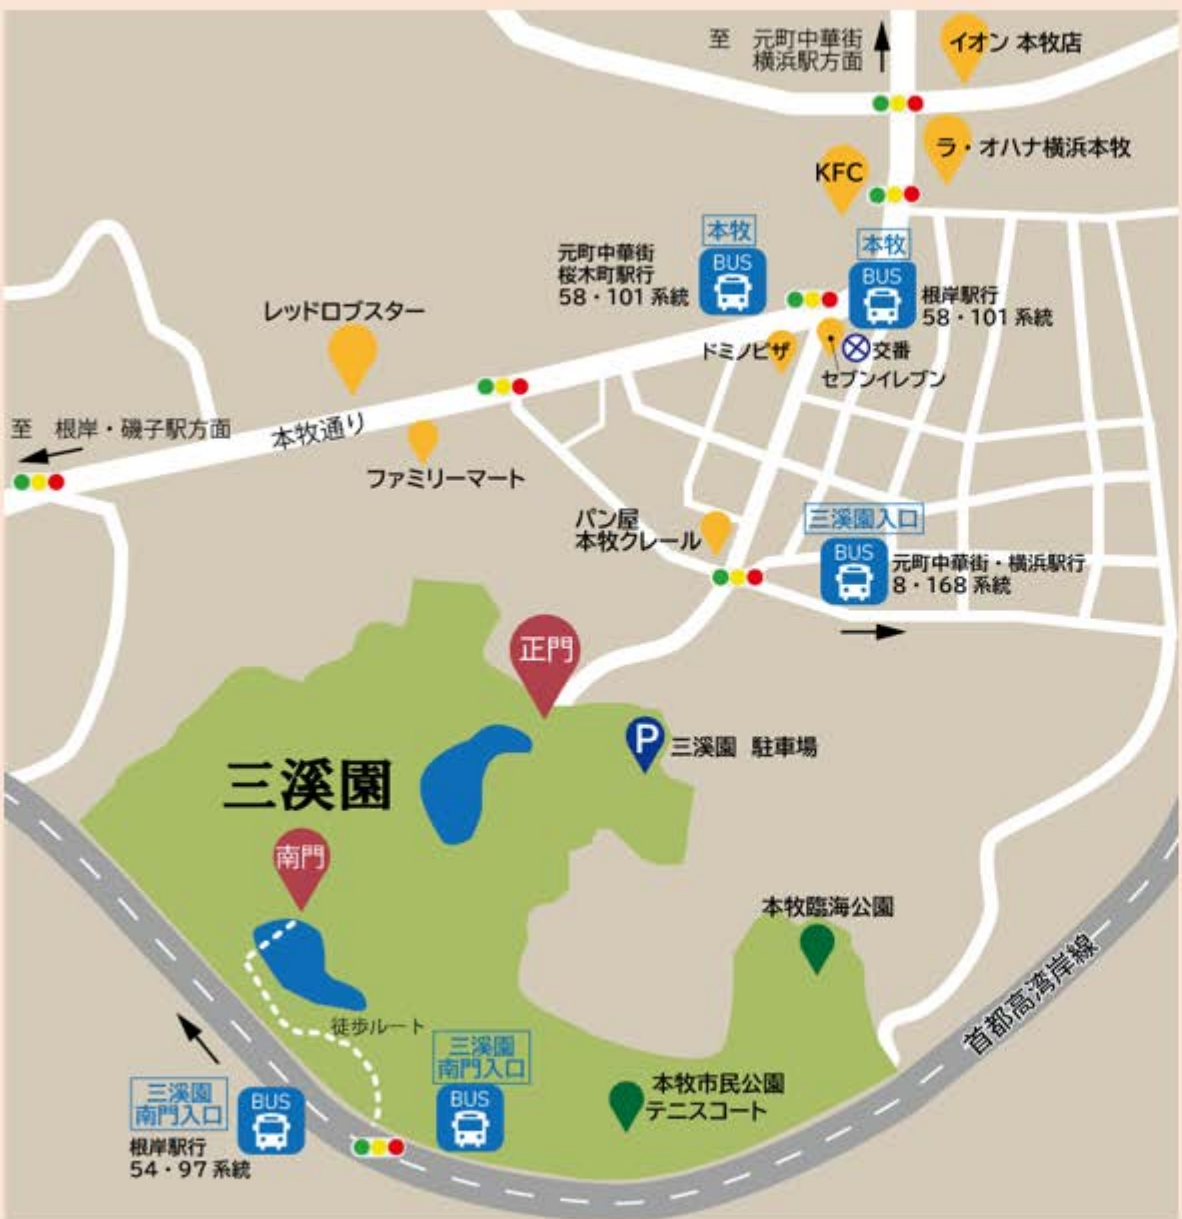 至 元町中華街
横浜駅方面
イオン 本牧店
ラ・オハナ横浜本牧
KFC
本牧
BUS
元町中華街
桜木町駅行
58・101 系統
本牧
BUS
根岸駅行
58・101 系統
レッドロブスター
ドミノピザ
交番
セブンイレブン
至 根岸・磯子駅方面
本牧通り
ファミリーマート
パン屋
本牧クレール
三溪園入口
BUS
元町中華街・横浜駅行
8・168 系統
正門
P
三溪園 駐車場
三溪園
南門
本牧臨海公園
首都高湾岸線
徒歩ルート
三溪園
南門入口
BUS
本牧市民公園
テニスコート
三溪園
南門入口
BUS
根岸駅行
54・97 系統